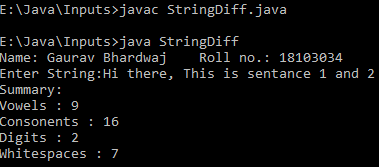 E:\Java\Inputs>javac StringDiff.java
E:\Java\Inputs>java StringDiff
Name: Gaurav Bhardwaj    Roll no.: 18103034
Enter String:Hi there, This is sentance 1 and 2
Summary:
Vowels : 9
Consonents : 16
Digits : 2
Whitespaces : 7